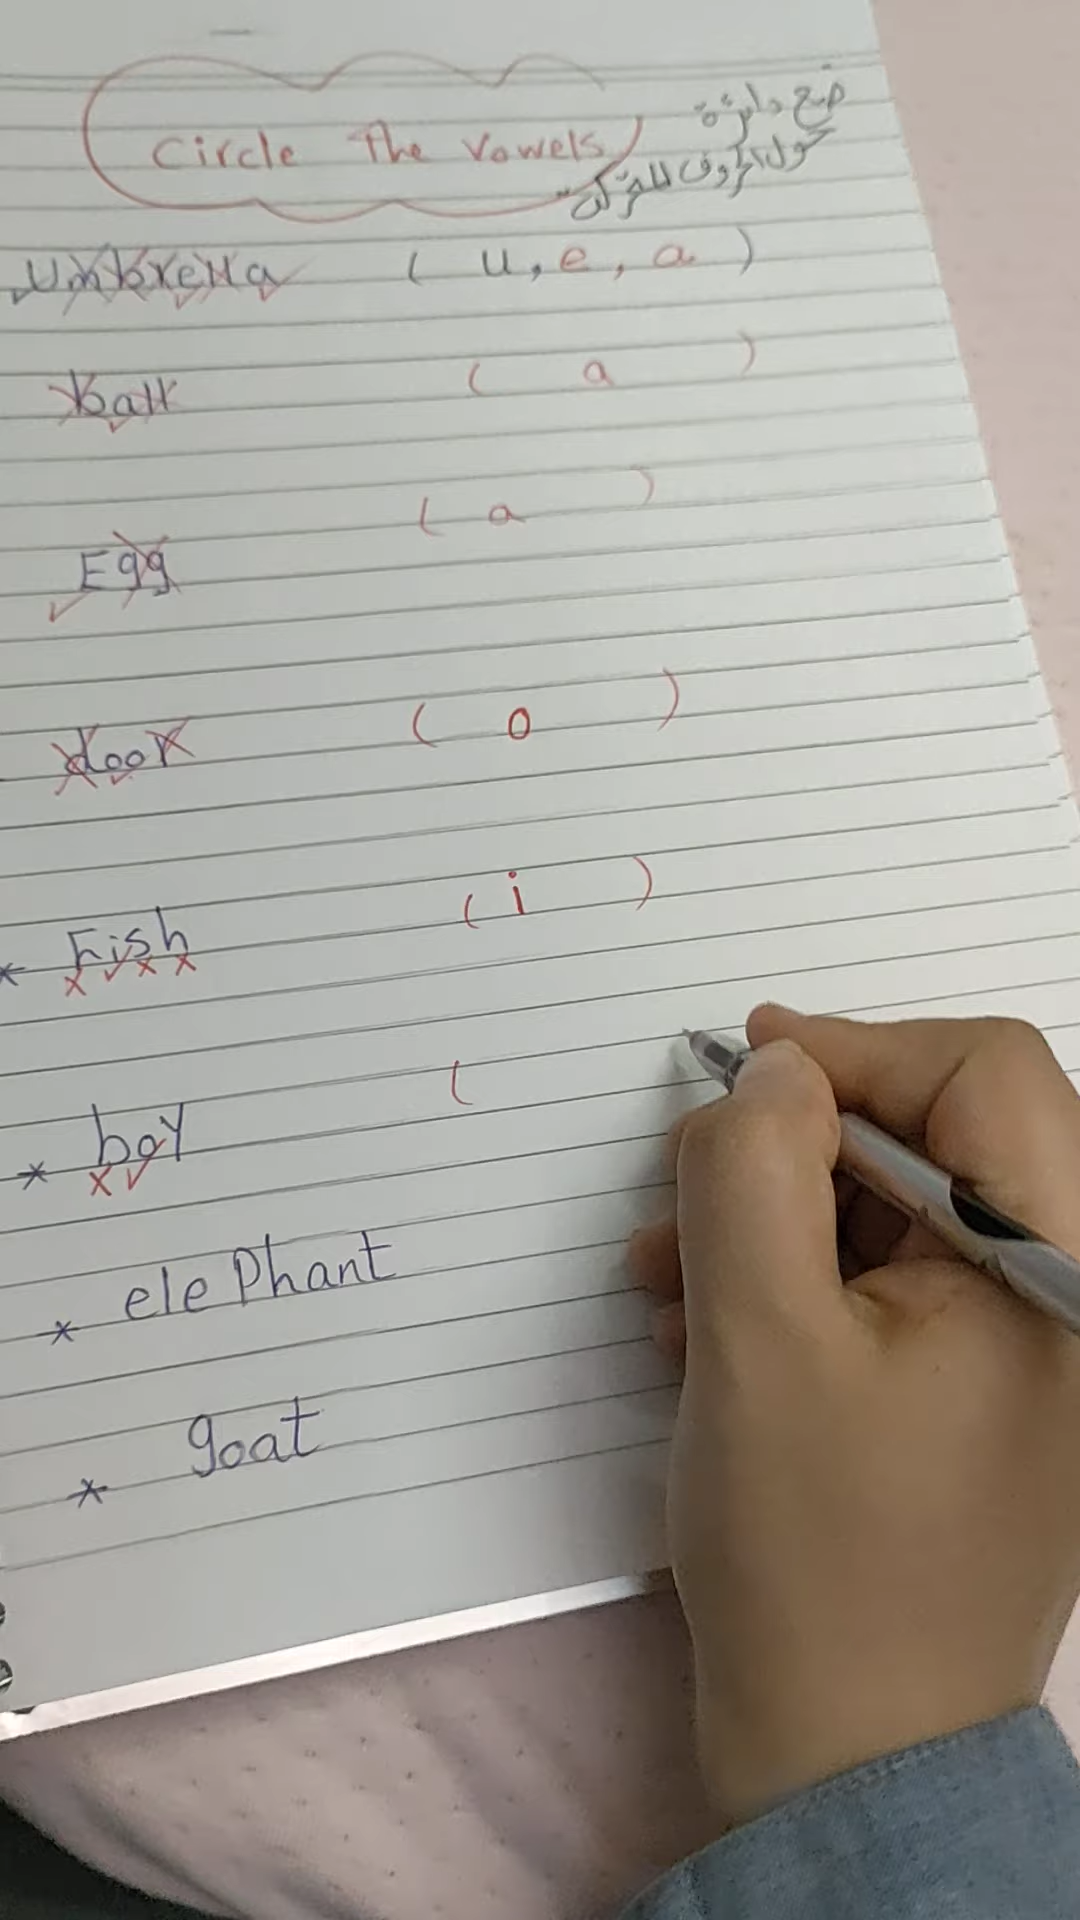 Circle The Vowels
ضع دائرة
حول الحروف المتحركة
Umbrella ( u, e, a )
ball ( a )
Egg ( a )
door ( o )
* Fish ( i )
* boy (
* elephant
* goat